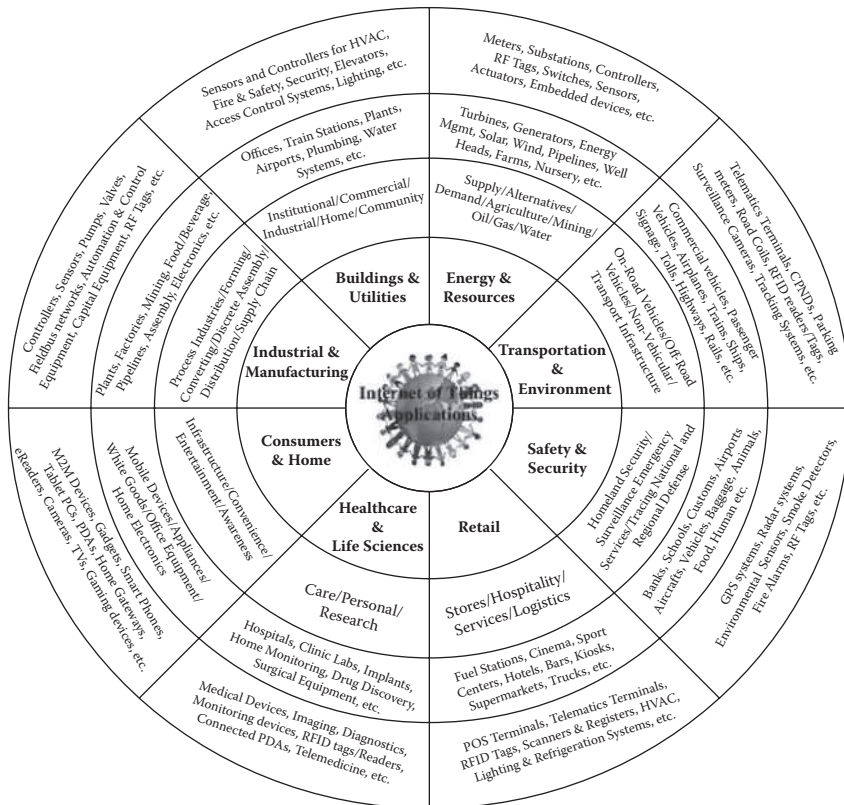 Internet of Things
Applications
Buildings &
Utilities
Institutional/Commercial/
Industrial/Home/Community
Offices, Train Stations, Plants,
Airports, Plumbing, Water
Systems, etc.
Sensors and Controllers for HVAC,
Fire & Safety, Security, Elevators,
Access Control Systems, Lighting, etc.
Energy
& Resources
Supply/Alternatives/
Demand/Agriculture/Mining/
Oil/Gas/Water
Turbines, Generators, Energy
Mgmt, Solar, Wind, Pipelines, Well
Heads, Farms, Nursery, etc.
Meters, Substations, Controllers,
RF Tags, Switches, Sensors,
Actuators, Embedded devices, etc.
Transportation
&
Environment
On-Road Vehicles/Off-Road
Vehicles/Non-Vehicular/
Transport Infrastructure
Commercial vehicles, Passenger
Vehicles, Airplanes, Trains, Ships,
Signage, Tolls, Highways, Rails, etc.
Telematics Terminals, CPNDs, Parking
meters, Road Coils, RFID readers/Tags,
Surveillance Cameras, Tracking Systems, etc.
Safety &
Security
Homeland Security/
Surveillance Emergency
Services/Tracing National and
Regional Defense
Banks, Schools, Customs, Airports
Aircrafts, Vehicles, Baggage, Animals,
Food, Human etc.
GPS systems, Radar systems,
Environmental Sensors, Smoke Detectors,
Fire Alarms, RF Tags, etc.
Retail
Stores/Hospitality/
Services/Logistics
Fuel Stations, Cinema, Sport
Centers, Hotels, Bars, Kiosks,
Supermarkets, Trucks, etc.
POS Terminals, Telematics Terminals,
RFID Tags, Scanners & Registers, HVAC,
Lighting & Refrigration Systems, etc.
Healthcare
&
Life Sciences
Care/Personal/
Research
Hospitals, Clinic Labs, Implants,
Home Monitoring, Drug Discovery,
Surgical Equipment, etc.
Medical Devices, Imaging, Diagnostics,
Monitoring devices, RFID tags/Readers,
Connected PDAs, Telemedicine, etc.
Consumers
& Home
Infrastructure/Convenience/
Entertainment/Awareness
Mobile Devices/Appliances/
White Goods/Office Equipment/
Home Electronics
M2M Devices, Gadgets, Smart Phones,
Tablet PCs, PDAs, Home Gateways,
eReaders, Cameras, TVs, Gaming devices, etc.
Industrial &
Manufacturing
Process Industries/Forming/
Converting/Discrete Assembly/
Distribution/Supply Chain
Plants, Factories, Mining, Food/Beverage,
Pipelines, Assembly, Electronics, etc.
Controllers, Sensors, Pumps, Valves,
Fieldbus networks, Automation & Control
Equipment, Capital Equipment, RF Tags, etc.